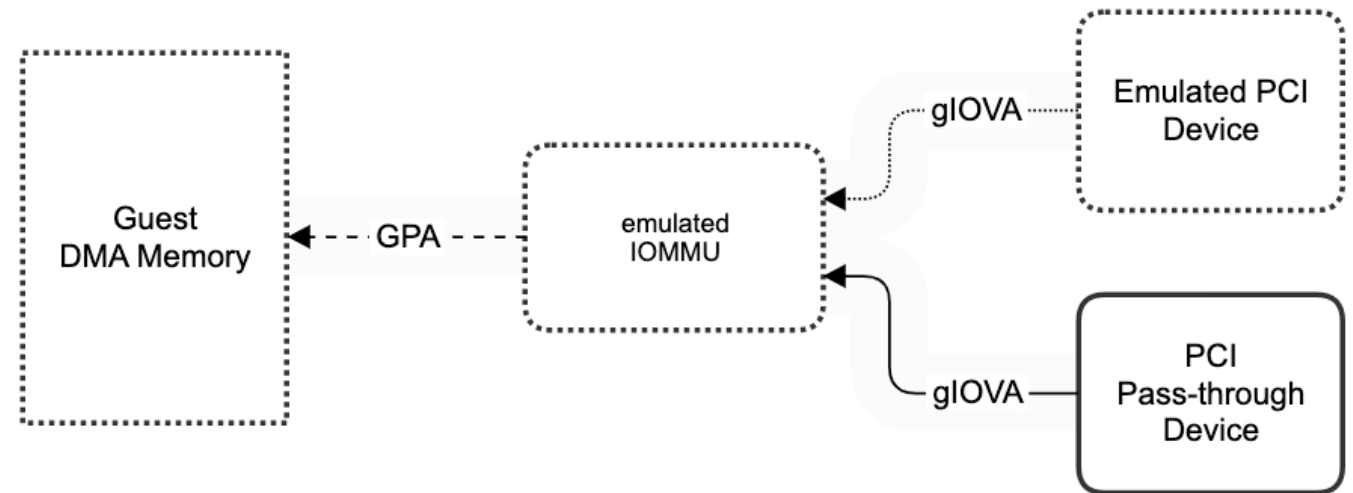 Guest
DMA Memory
GPA
emulated
IOMMU
gIOVA
Emulated PCI
Device
gIOVA
PCI
Pass-through
Device